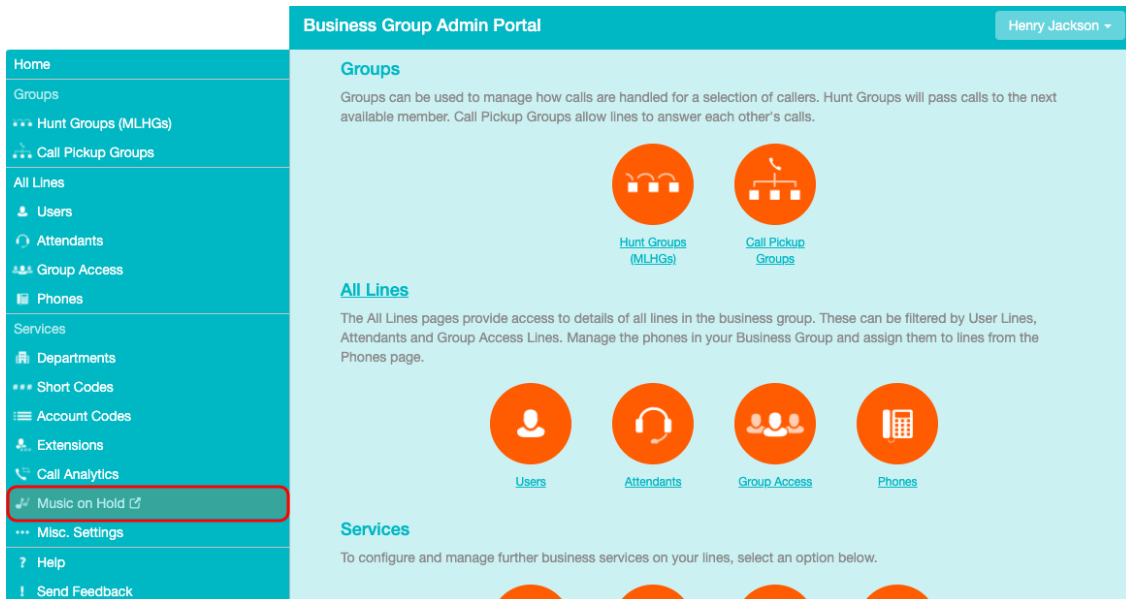 Business Group Admin Portal
Henry Jackson
Home
Groups
Hunt Groups (MLHGs)
Call Pickup Groups
All Lines
Users
Attendants
Group Access
Phones
Services
Departments
Short Codes
Account Codes
Extensions
Call Analytics
Music on Hold
Misc. Settings
? Help
! Send Feedback
Groups
Groups can be used to manage how calls are handled for a selection of callers. Hunt Groups will pass calls to the next
available member. Call Pickup Groups allow lines to answer each other's calls.
Hunt Groups
(MLHGs)
Call Pickup
Groups
All Lines
The All Lines pages provide access to details of all lines in the business group. These can be filtered by User Lines,
Attendants and Group Access Lines. Manage the phones in your Business Group and assign them to lines from the
Phones page.
Users
Attendants
Group Access
Phones
Services
To configure and manage further business services on your lines, select an option below.